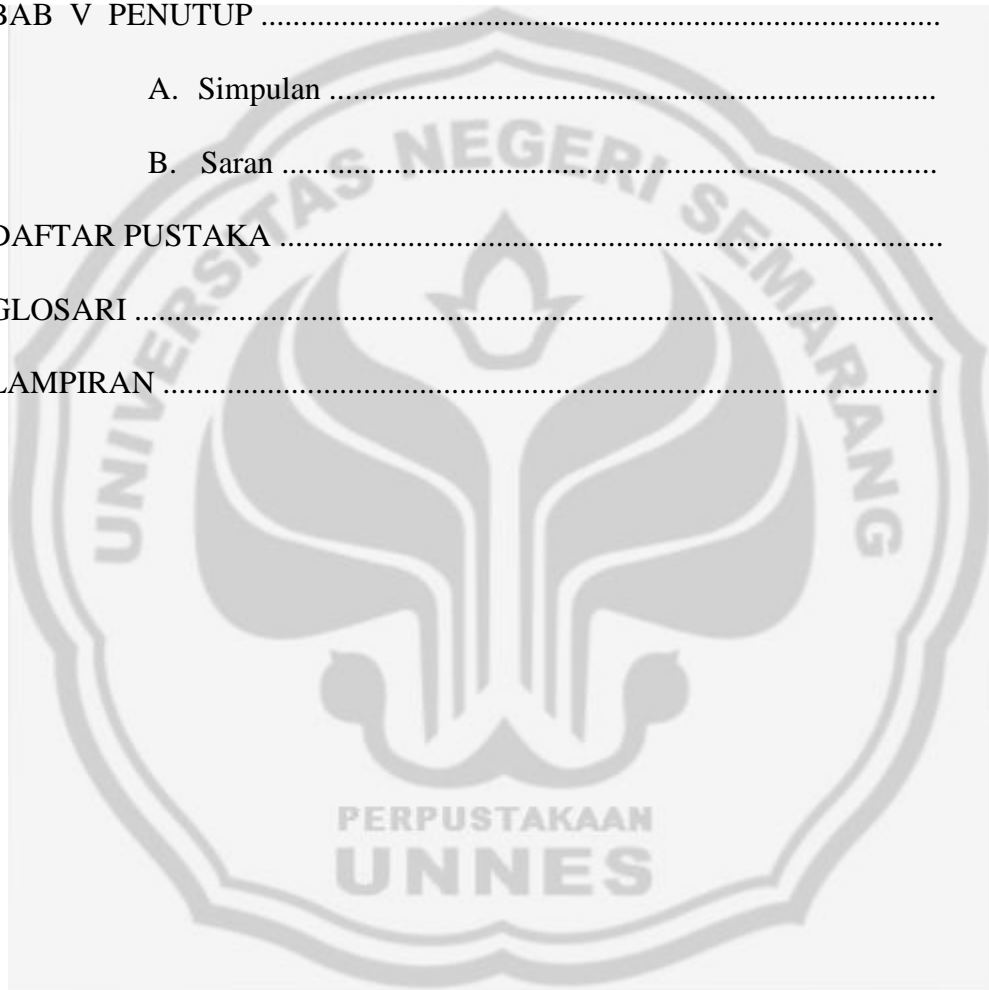 BAB V PENUTUP ....................................................................................
A. Simpulan ...........................................................................
B. Saran .................................................................................
DAFTAR PUSTAKA ..................................................................................
GLOSARI ...................................................................................................
LAMPIRAN ................................................................................................
UNIVERSITAS NEGERI SEMARANG
PERPUSTAKAAN
UNNES